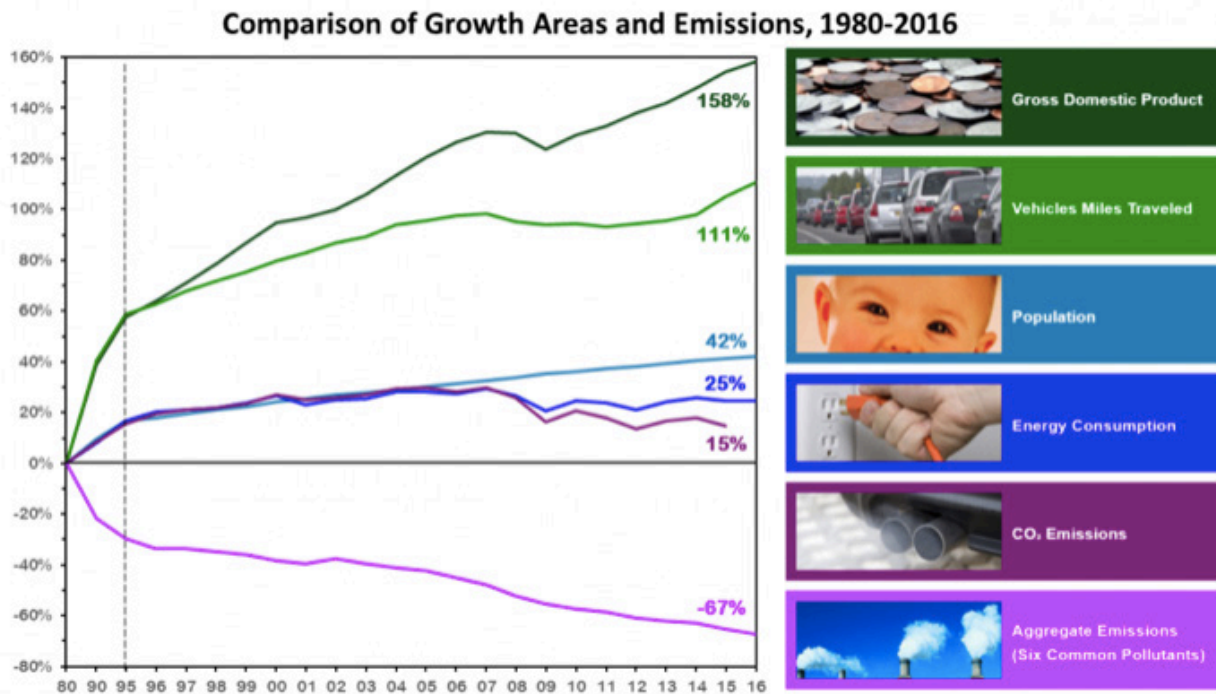 Comparison of Growth Areas and Emissions, 1980-2016
160%
140%
120%
100%
80%
60%
40%
20%
0%
-20%
-40%
-60%
-80%
158%
111%
42%
25%
15%
-67%
80 90 95 96 97 98 99 00 01 02 03 04 05 06 07 08 09 10 11 12 13 14 15 16
Gross Domestic Product
Vehicles Miles Traveled
Population
Energy Consumption
CO₂ Emissions
Aggregate Emissions
(Six Common Pollutants)